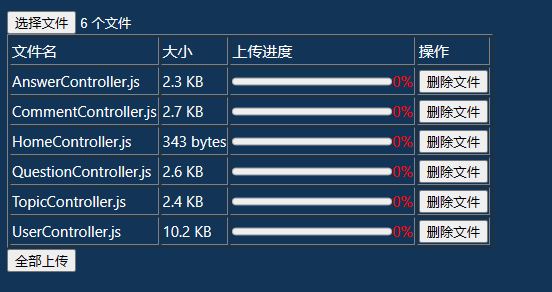 选择文件 6 个文件
文件名 大小 上传进度 操作
AnswerController.js 2.3 KB 0% 删除文件
CommentController.js 2.7 KB 0% 删除文件
HomeController.js 343 bytes 0% 删除文件
QuestionController.js 2.6 KB 0% 删除文件
TopicController.js 2.4 KB 0% 删除文件
UserController.js 10.2 KB 0% 删除文件
全部上传